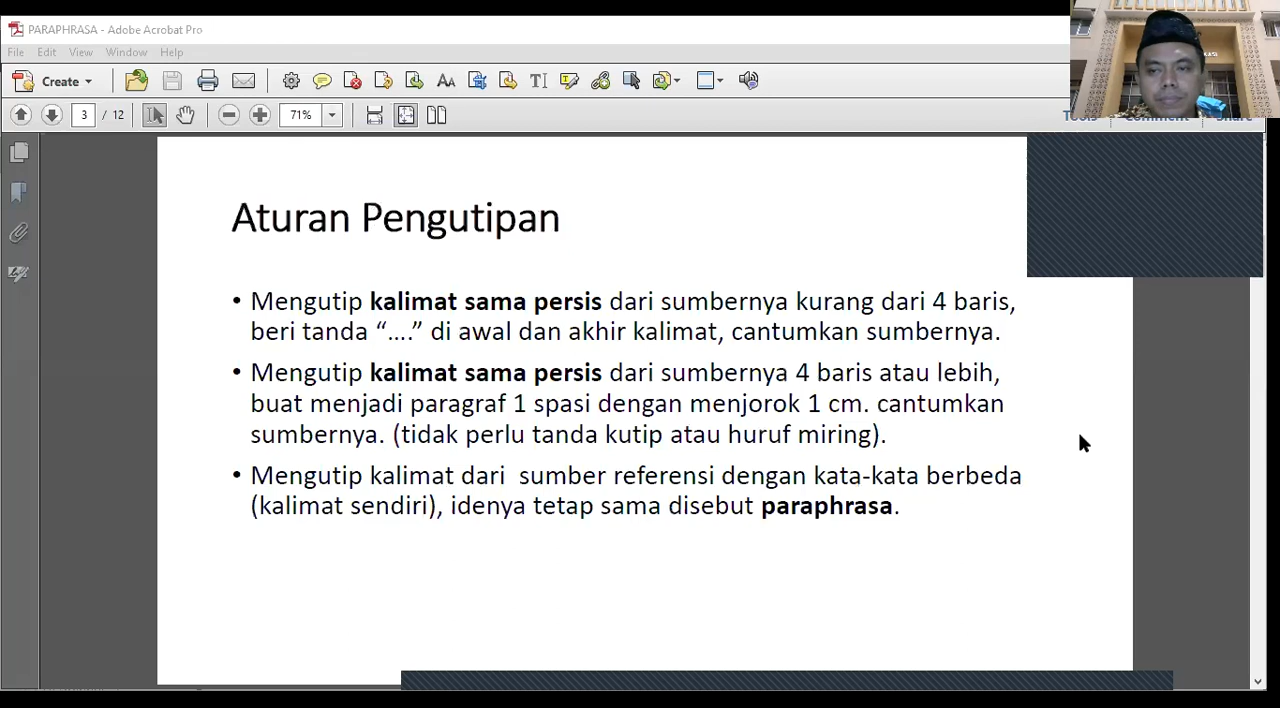 PARAPHRASA - Adobe Acrobat Pro
File Edit View Window Help
Create
3 / 12 71%
Tools Comment Share
Aturan Pengutipan
• Mengutip kalimat sama persis dari sumbernya kurang dari 4 baris,
beri tanda “....” di awal dan akhir kalimat, cantumkan sumbernya.
• Mengutip kalimat sama persis dari sumbernya 4 baris atau lebih,
buat menjadi paragraf 1 spasi dengan menjorok 1 cm. cantumkan
sumbernya. (tidak perlu tanda kutip atau huruf miring).
• Mengutip kalimat dari sumber referensi dengan kata-kata berbeda
(kalimat sendiri), idenya tetap sama disebut paraphrasa.